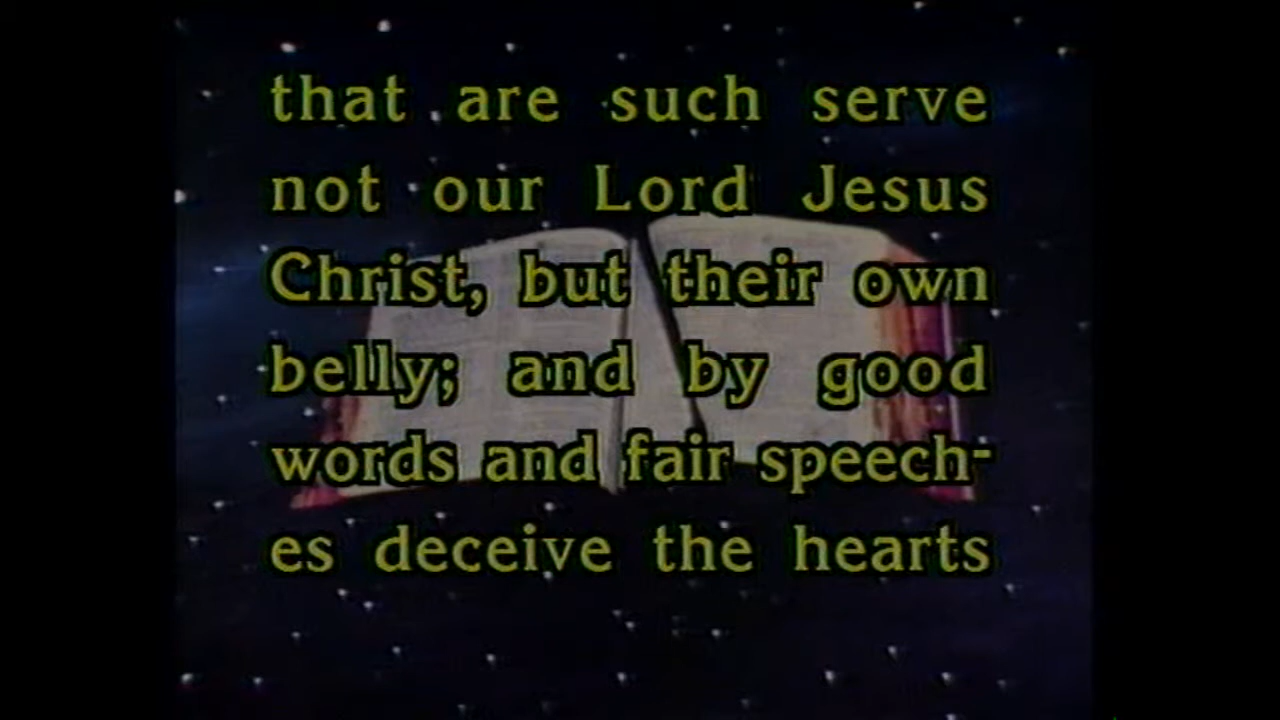 that are such serve
not our Lord Jesus
Christ, but their own
belly; and by good
words and fair speech-
es deceive the hearts